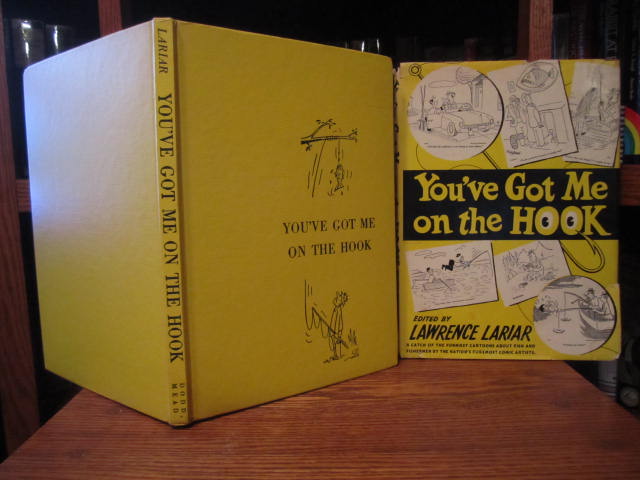 LARIAR YOU'VE GOT ME ON THE HOOK DODD, MEAD
YOU'VE GOT ME
ON THE HOOK
You've Got Me
on the HOOK
EDITED BY
LAWRENCE LARIAR
A CATCH OF THE FUNNIEST CARTOONS ABOUT FISH AND
FISHERMEN BY THE NATION'S FUNNIEST COMIC ARTISTS.